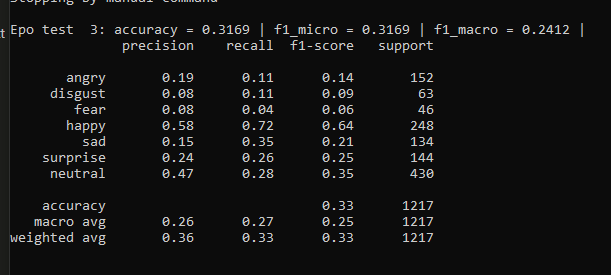 Stopping by manual command
t
Epo test  3: accuracy = 0.3169 | f1_micro = 0.3169 | f1_macro = 0.2412 |
precision recall f1-score support
angry 0.19 0.11 0.14 152
disgust 0.08 0.11 0.09 63
fear 0.08 0.04 0.06 46
happy 0.58 0.72 0.64 248
sad 0.15 0.35 0.21 134
surprise 0.24 0.26 0.25 144
neutral 0.47 0.28 0.35 430
accuracy 0.33 1217
macro avg 0.26 0.27 0.25 1217
weighted avg 0.36 0.33 0.33 1217